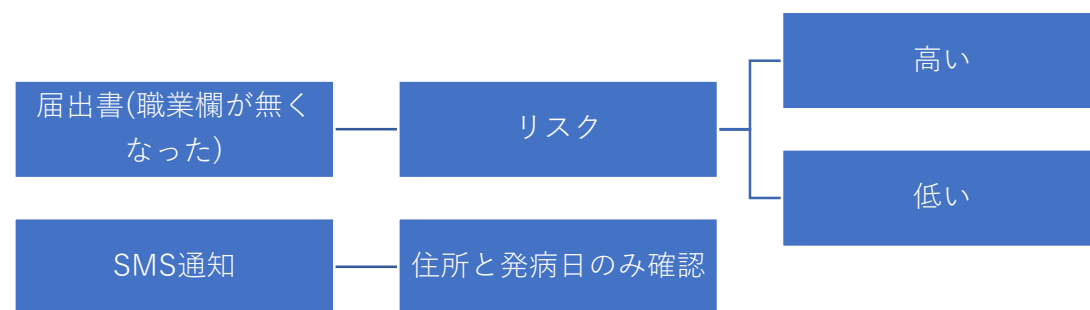 届出書(職業欄が無く
なった)
リスク
高い
低い
SMS通知
住所と発病日のみ確認